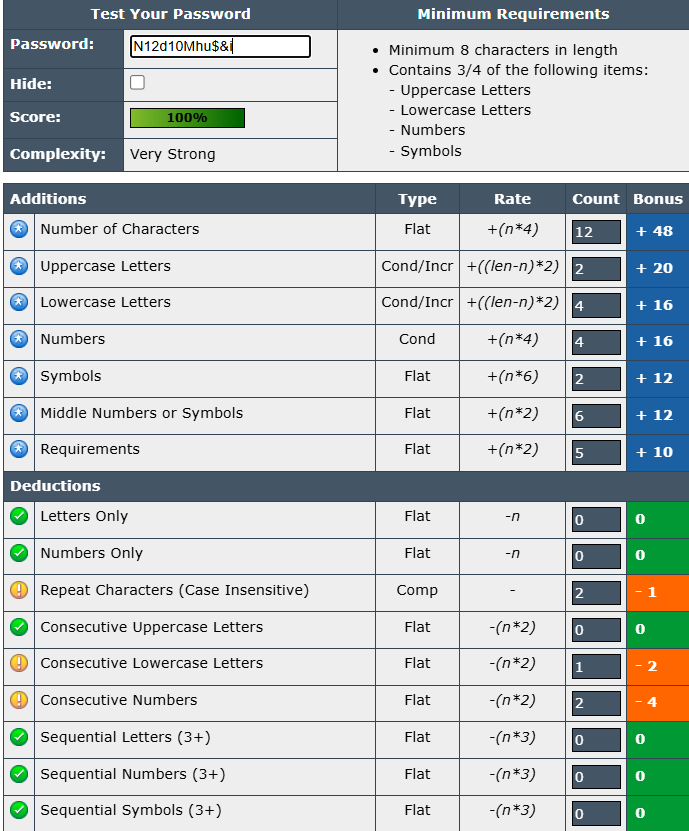 Test Your Password
Minimum Requirements
Password:
N12d10Mhu$&i
Hide:
Score:
100%
Complexity:
Very Strong
• Minimum 8 characters in length
• Contains 3/4 of the following items:
- Uppercase Letters
- Lowercase Letters
- Numbers
- Symbols
Additions Type Rate Count Bonus
Number of Characters Flat +(n*4) 12 + 48
Uppercase Letters Cond/Incr +((len-n)*2) 2 + 20
Lowercase Letters Cond/Incr +((len-n)*2) 4 + 16
Numbers Cond +(n*4) 4 + 16
Symbols Flat +(n*6) 2 + 12
Middle Numbers or Symbols Flat +(n*2) 6 + 12
Requirements Flat +(n*2) 5 + 10
Deductions
Letters Only Flat -n 0 0
Numbers Only Flat -n 0 0
Repeat Characters (Case Insensitive) Comp - 2 - 1
Consecutive Uppercase Letters Flat -(n*2) 0 0
Consecutive Lowercase Letters Flat -(n*2) 1 - 2
Consecutive Numbers Flat -(n*2) 2 - 4
Sequential Letters (3+) Flat -(n*3) 0 0
Sequential Numbers (3+) Flat -(n*3) 0 0
Sequential Symbols (3+) Flat -(n*3) 0 0